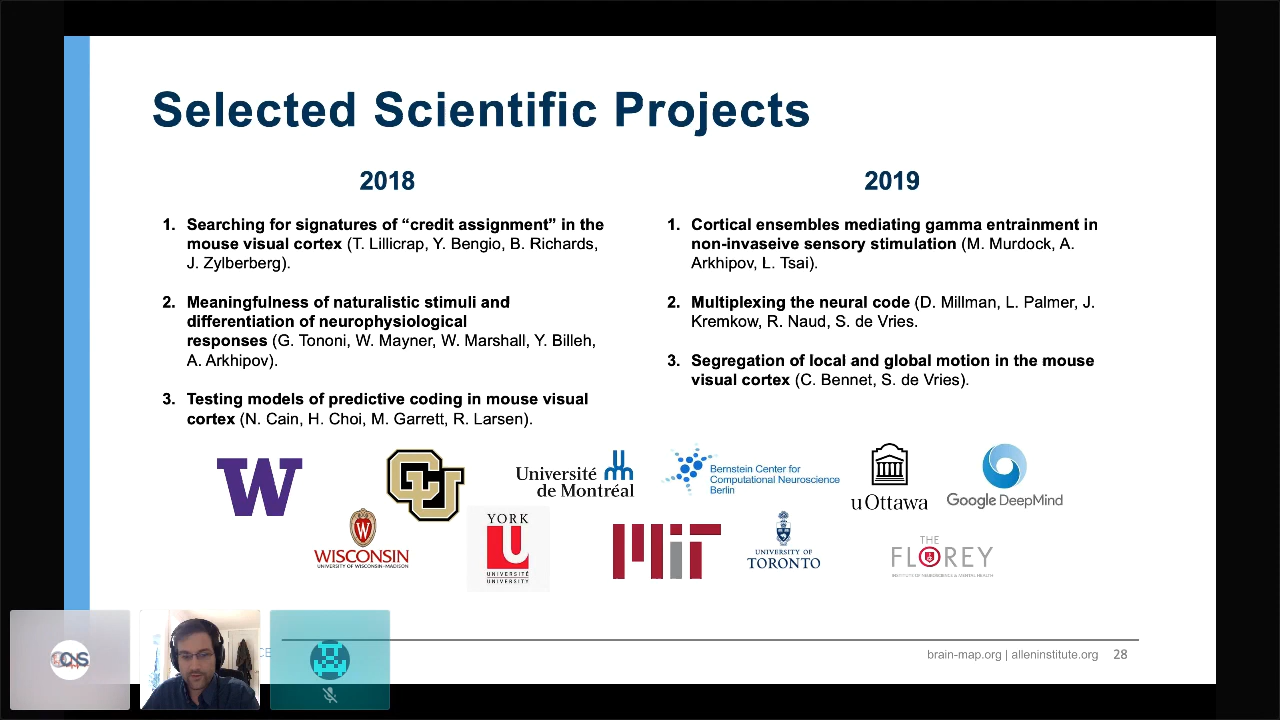 Selected Scientific Projects
2018
1. Searching for signatures of “credit assignment” in the
mouse visual cortex (T. Lillicrap, Y. Bengio, B. Richards,
J. Zylberberg).
2. Meaningfulness of naturalistic stimuli and
differentiation of neurophysiological
responses (G. Tononi, W. Mayner, W. Marshall, Y. Billeh,
A. Arkhipov).
3. Testing models of predictive coding in mouse visual
cortex (N. Cain, H. Choi, M. Garrett, R. Larsen).
2019
1. Cortical ensembles mediating gamma entrainment in
non-invaseive sensory stimulation (M. Murdock, A.
Arkhipov, L. Tsai).
2. Multiplexing the neural code (D. Millman, L. Palmer, J.
Kremkow, R. Naud, S. de Vries.
3. Segregation of local and global motion in the mouse
visual cortex (C. Bennet, S. de Vries).
W
CU
Université
de Montréal
Bernstein Center for
Computational Neuroscience
Berlin
uOttawa
Google DeepMind
W
WISCONSIN
UNIVERSITY OF WISCONSIN-MADISON
YORK
U
UNIVERSITÉ
UNIVERSITY
MIT
UNIVERSITY OF
TORONTO
THE
FLOREY
INSTITUTE OF NEUROSCIENCE & MENTAL HEALTH
brain-map.org | alleninstitute.org 28